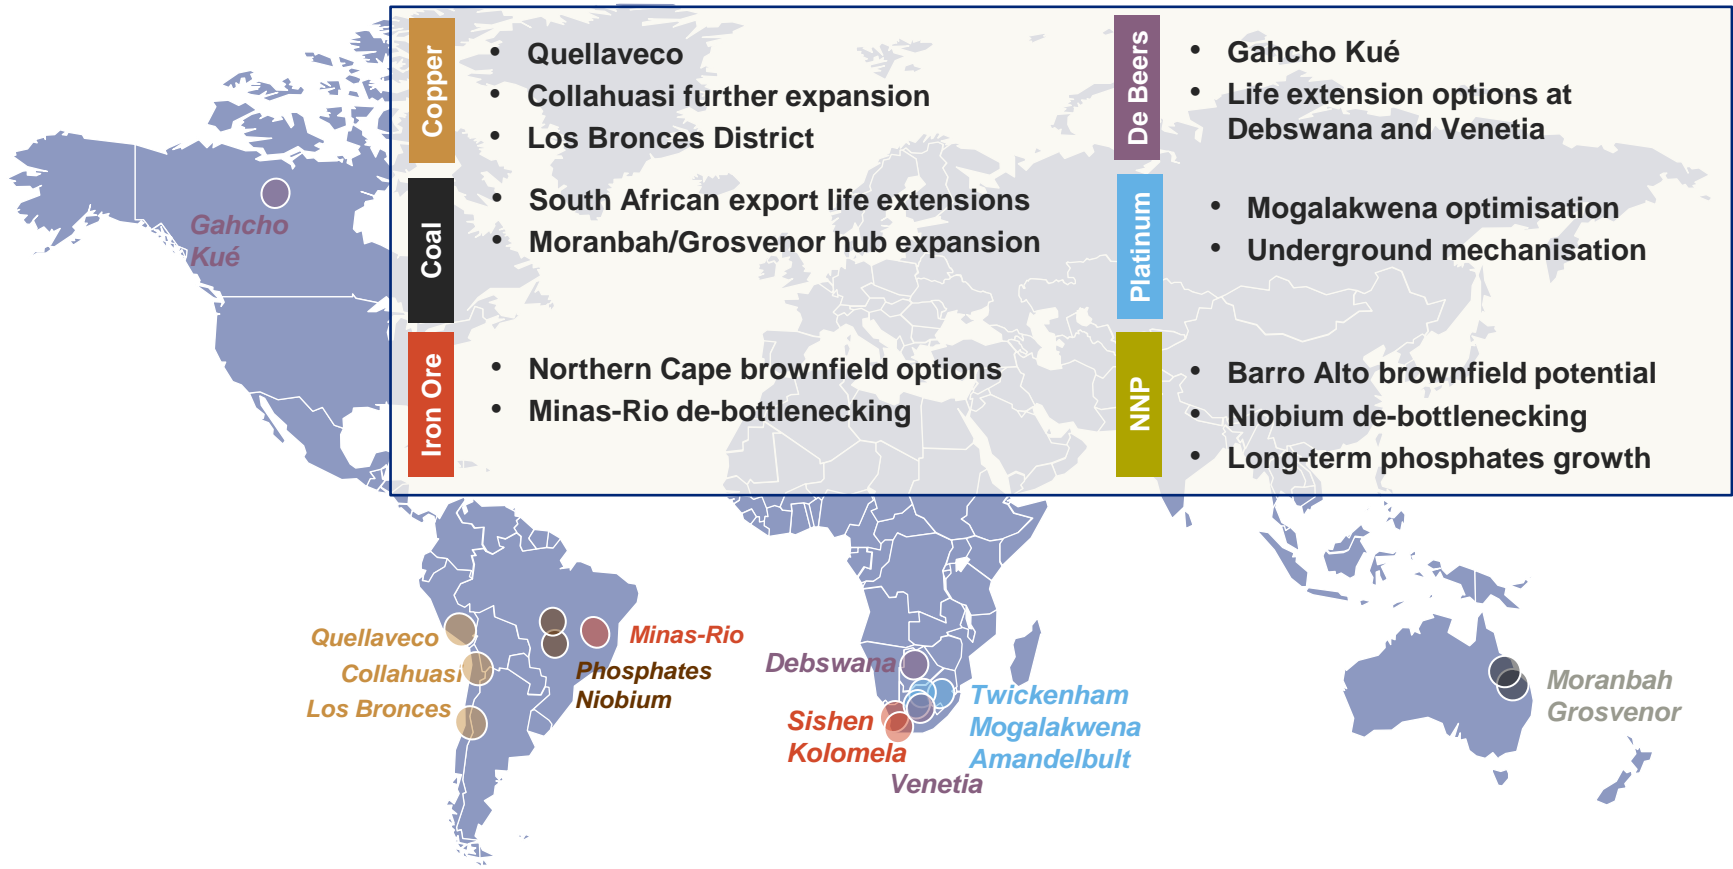 Copper
• Quellaveco
• Collahuasi further expansion
• Los Bronces District
Coal
• South African export life extensions
• Moranbah/Grosvenor hub expansion
Iron Ore
• Northern Cape brownfield options
• Minas-Rio de-bottlenecking
De Beers
• Gahcho Kué
• Life extension options at
Debswana and Venetia
Platinum
• Mogalakwena optimisation
• Underground mechanisation
NNP
• Barro Alto brownfield potential
• Niobium de-bottlenecking
• Long-term phosphates growth
Gahcho
Kué
Quellaveco
Collahuasi
Los Bronces
Minas-Rio
Phosphates
Niobium
Debswana
Sishen
Kolomela
Twickenham
Mogalakwena
Amandelbult
Venetia
Moranbah
Grosvenor